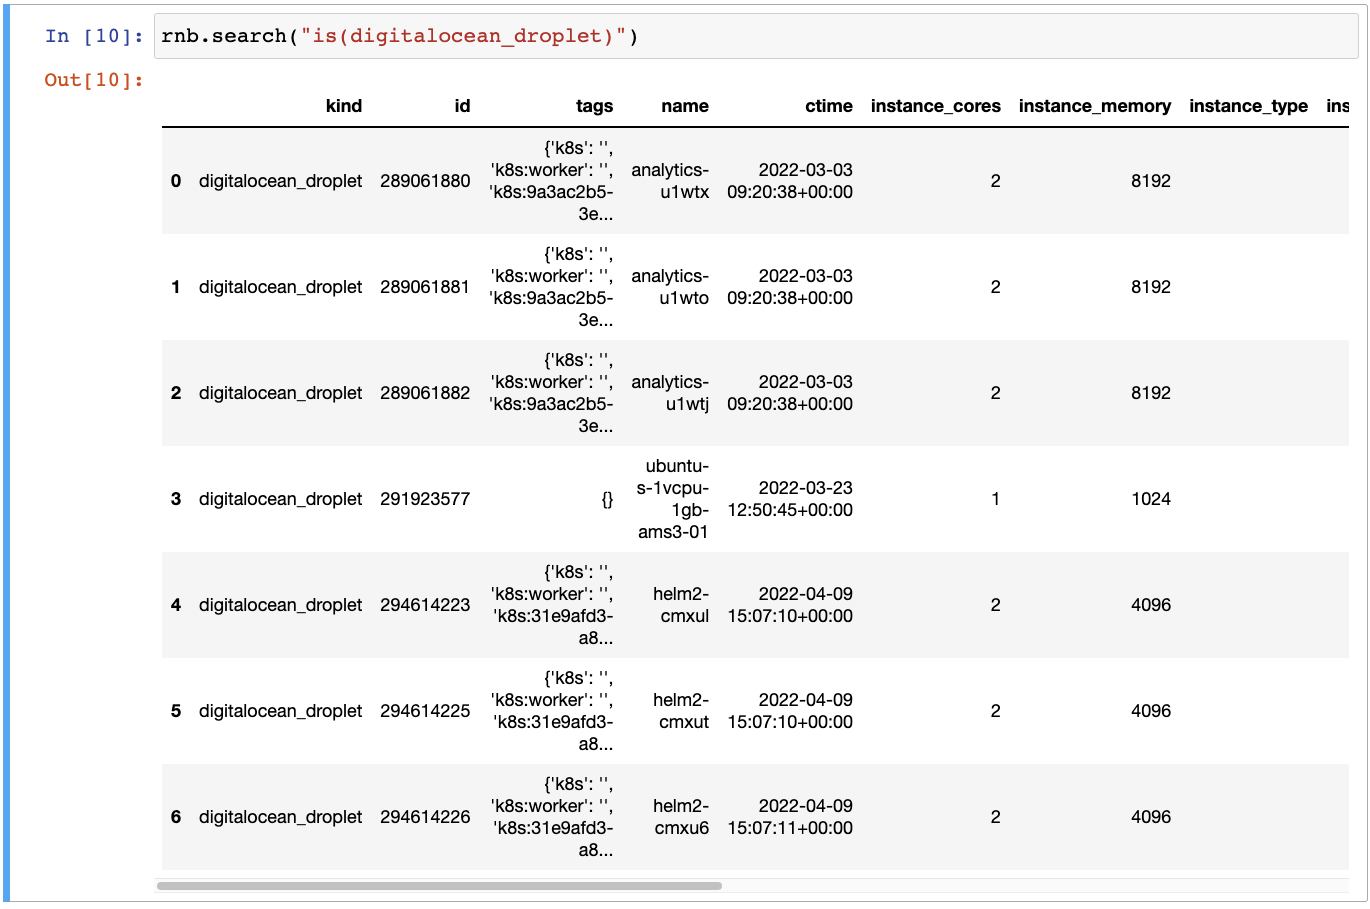 In [10]: rnb.search("is(digitalocean_droplet)")
Out[10]:
kind id tags name ctime instance_cores instance_memory instance_type ins
0 digitalocean_droplet 289061880 {'k8s': '', 'k8s:worker': '', 'k8s:9a3ac2b5-3e... analytics-u1wtx 2022-03-03 09:20:38+00:00 2 8192
1 digitalocean_droplet 289061881 {'k8s': '', 'k8s:worker': '', 'k8s:9a3ac2b5-3e... analytics-u1wto 2022-03-03 09:20:38+00:00 2 8192
2 digitalocean_droplet 289061882 {'k8s': '', 'k8s:worker': '', 'k8s:9a3ac2b5-3e... analytics-u1wtj 2022-03-03 09:20:38+00:00 2 8192
3 digitalocean_droplet 291923577 {} ubuntu-s-1vcpu-1gb-ams3-01 2022-03-23 12:50:45+00:00 1 1024
4 digitalocean_droplet 294614223 {'k8s': '', 'k8s:worker': '', 'k8s:31e9afd3-a8... helm2-cmxul 2022-04-09 15:07:10+00:00 2 4096
5 digitalocean_droplet 294614225 {'k8s': '', 'k8s:worker': '', 'k8s:31e9afd3-a8... helm2-cmxut 2022-04-09 15:07:10+00:00 2 4096
6 digitalocean_droplet 294614226 {'k8s': '', 'k8s:worker': '', 'k8s:31e9afd3-a8... helm2-cmxu6 2022-04-09 15:07:11+00:00 2 4096